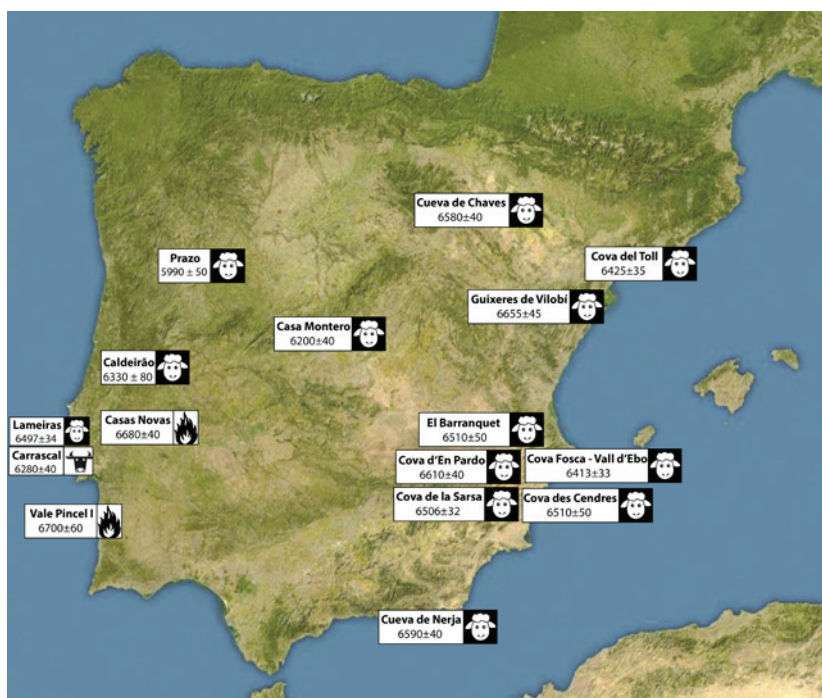 Cueva de Chaves
6580±40
Prazo
5990 ± 50
Cova del Toll
6425±35
Guixeres de Vilobí
6655±45
Casa Montero
6200±40
Caldeirão
6330 ± 80
Lameiras
6497±34
Casas Novas
6680±40
El Barranquet
6510±50
Carrascal
6280±40
Cova d'En Pardo
6610±40
Cova Fosca - Vall d'Ebo
6413±33
Vale Pincel I
6700±60
Cova de la Sarsa
6506±32
Cova des Cendres
6510±50
Cueva de Nerja
6590±40